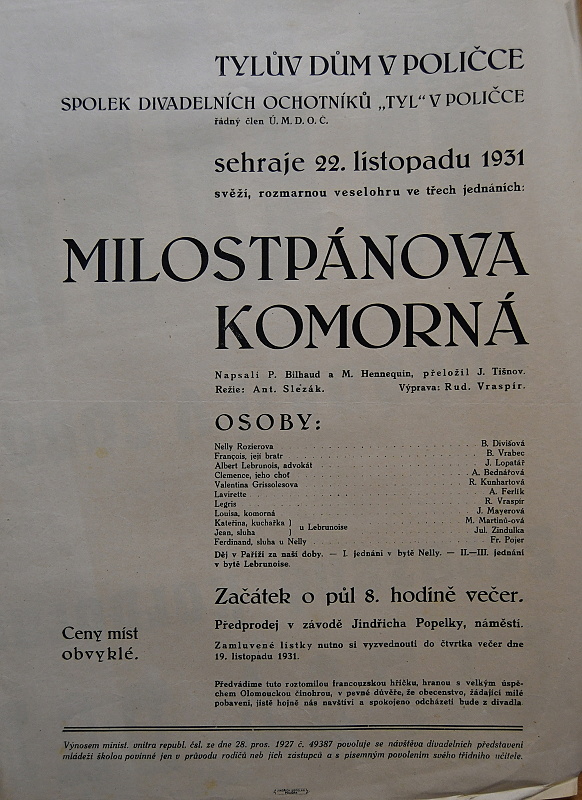 TYLŮV DŮM V POLIČCE
SPOLEK DIVADELNÍCH OCHOTNÍKŮ „TYL“ V POLIČCE
řádný člen Ú. M. D. O. Č.
sehraje 22. listopadu 1931
svěží, rozmarnou veselohru ve třech jednáních:
MILOSTPÁNOVA
KOMORNÁ
Napsali P. Bilhaud a M. Hennequin, přeložil J. Tišnov.
Režie: Ant. Slezák. Výprava: Rud. Vraspír.
OSOBY:
Nelly Rozierova . . . . . B. Divišová
François, její bratr . . . . . B. Vrabec
Albert Lebrunois, advokát . . . . . J. Lopatář
Clemence, jeho choť . . . . . A. Bednářová
Valentina Grissolesova . . . . . R. Kunhartová
Lavirette . . . . . A. Ferlík
Legris . . . . . R. Vraspír
Louisa, komorná . . . . . J. Mayerová
Kateřina, kuchařka ) u Lebrunoise . . . . . M. Martinů-ová
Jean, sluha ) . . . . . Jul. Zindulka
Ferdinand, sluha u Nelly . . . . . Fr. Pojer
Děj v Paříži za naší doby. — I. jednání v bytě Nelly. — II.—III. jednání
v bytě Lebrunoise.
Začátek o půl 8. hodině večer.
Předprodej v závodě Jindřicha Popelky, náměstí.
Ceny míst
obvyklé.
Zamluvené lístky nutno si vyzvednouti do čtvrtka večer dne
19. listopadu 1931.
Předvádíme tuto roztomilou francouzskou hříčku, hranou s velkým úspě-
chem Olomouckou činohrou, v pevné důvěře, že obecenstvo, žádající milé
pobavení, jistě hojně nás navštíví a spokojeno odcházeti bude z divadla.
Výnosem minist. vnitra republ. čsl. ze dne 28. pros. 1927 č. 49387 povoluje se návštěva divadelních představení
mládeži školou povinné jen v průvodu rodičů neb jich zástupců a s písemným povolením svého třídního učitele.